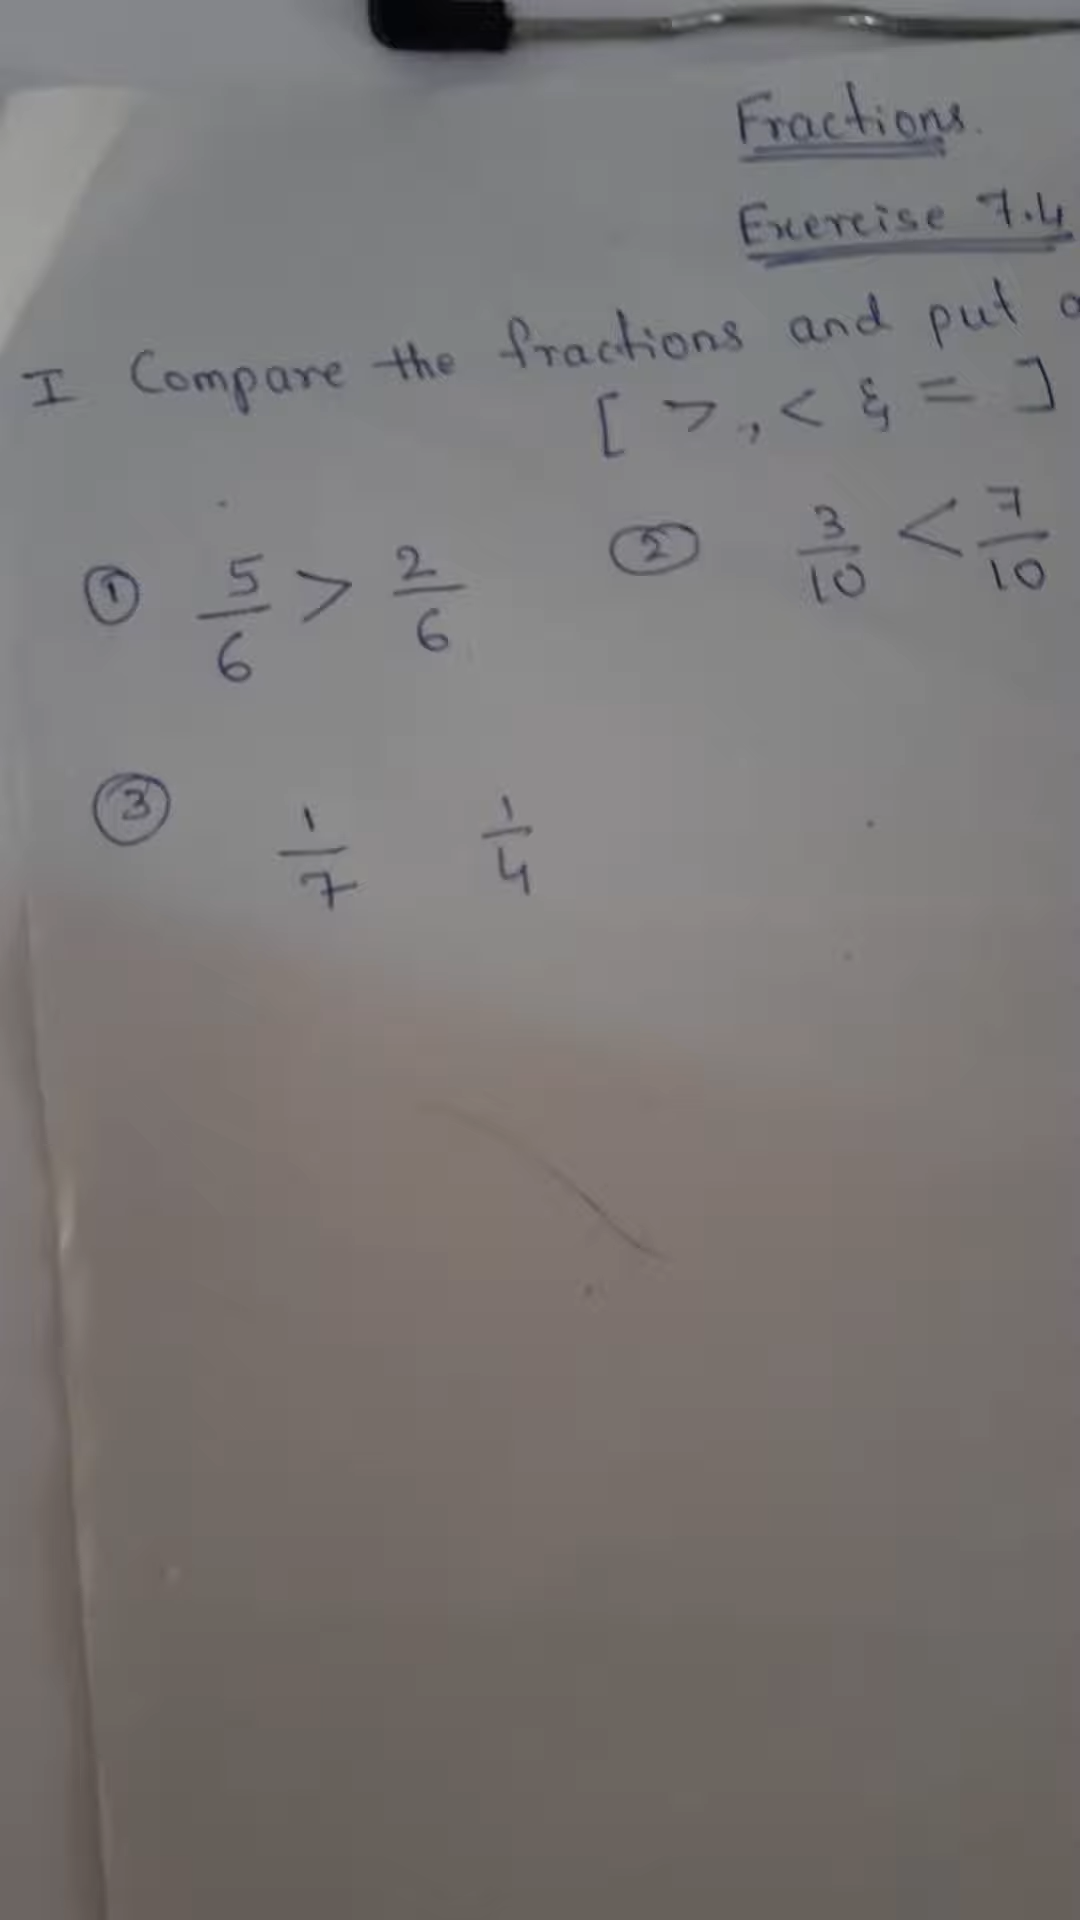 Fractions.
Exercise 7.4
I Compare the fractions and put
[ >, < & = ]
① 5/6 > 2/6 ② 3/10 < 7/10
③ 1/7 1/4